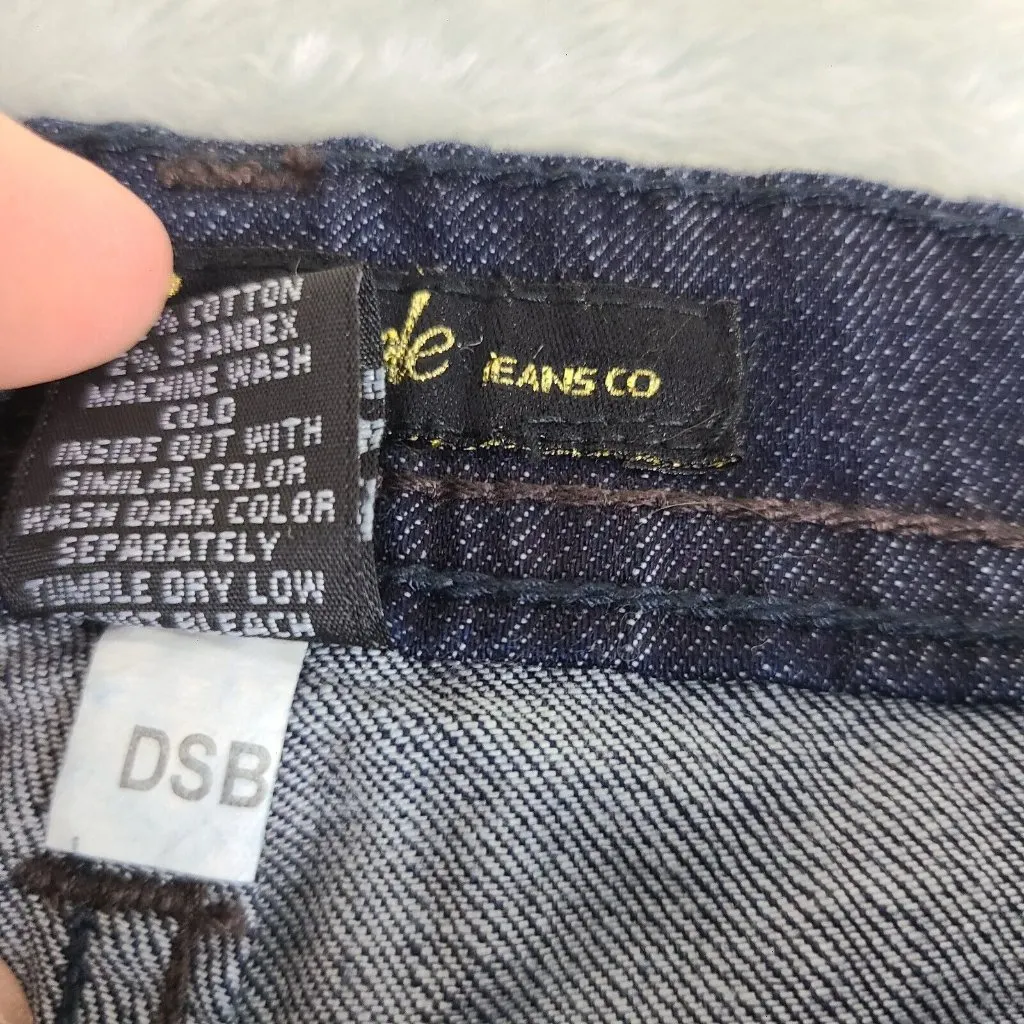 COTTON
SPANDEX
MACHINE WASH
COLD
INSIDE OUT WITH
SIMILAR COLOR
WASH DARK COLOR
SEPARATELY
TUMBLE DRY LOW
BLEACH
JEANS CO
DSB